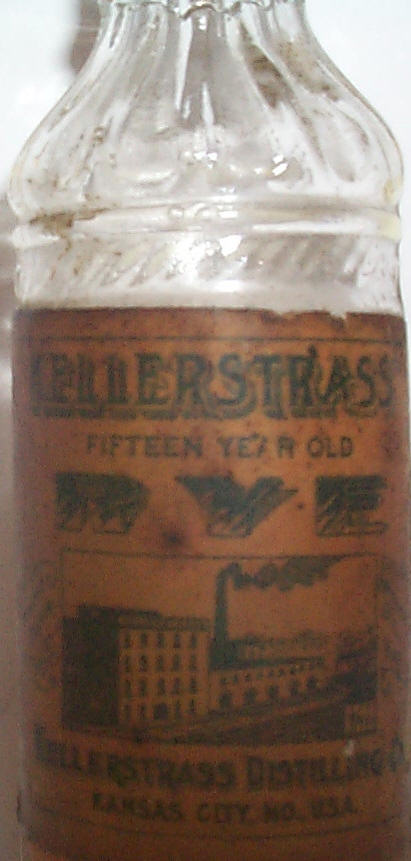 KELLERSTRASS
FIFTEEN YEAR OLD
RYE
KELLERSTRASS DISTILLING CO.
KANSAS CITY, MO. U.S.A.